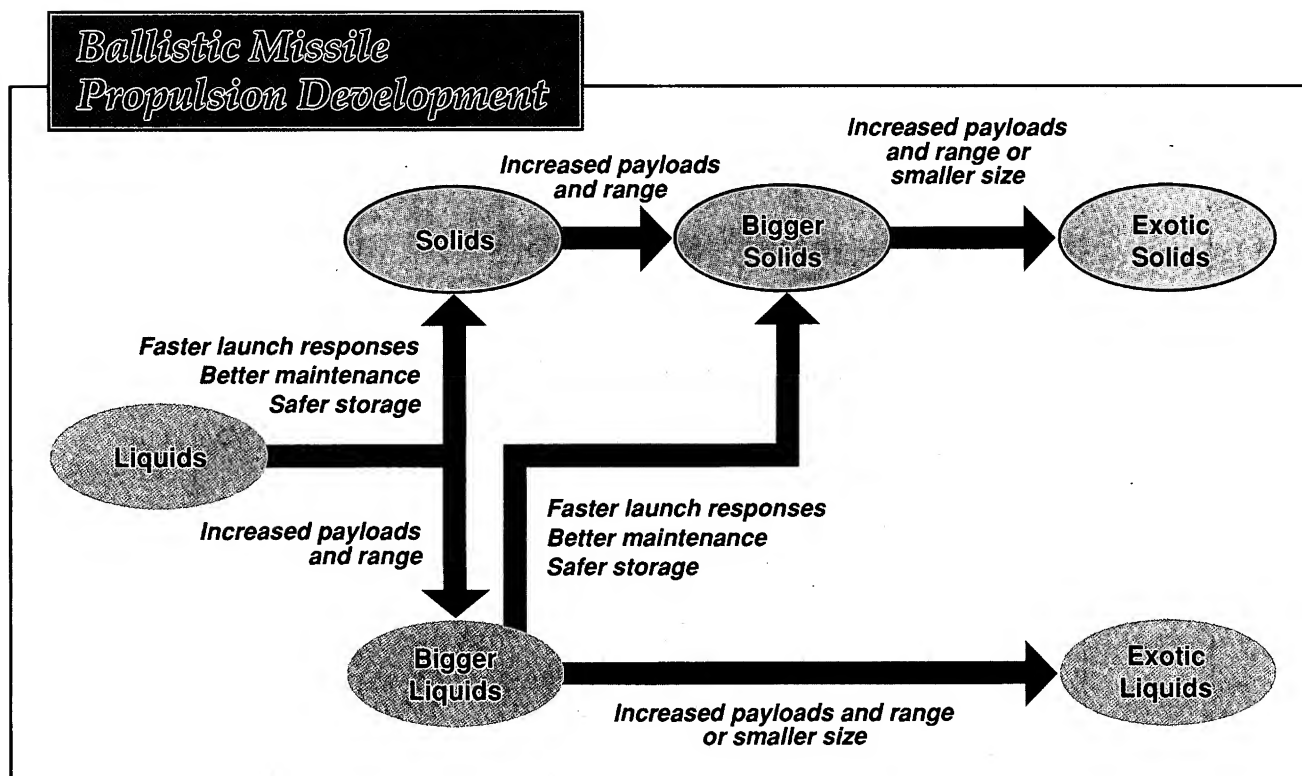 Ballistic Missile
Propulsion Development
Increased payloads
and range
Increased payloads
and range or
smaller size
Solids
Bigger
Solids
Exotic
Solids
Faster launch responses
Better maintenance
Safer storage
Liquids
Increased payloads
and range
Faster launch responses
Better maintenance
Safer storage
Bigger
Liquids
Exotic
Liquids
Increased payloads and range
or smaller size